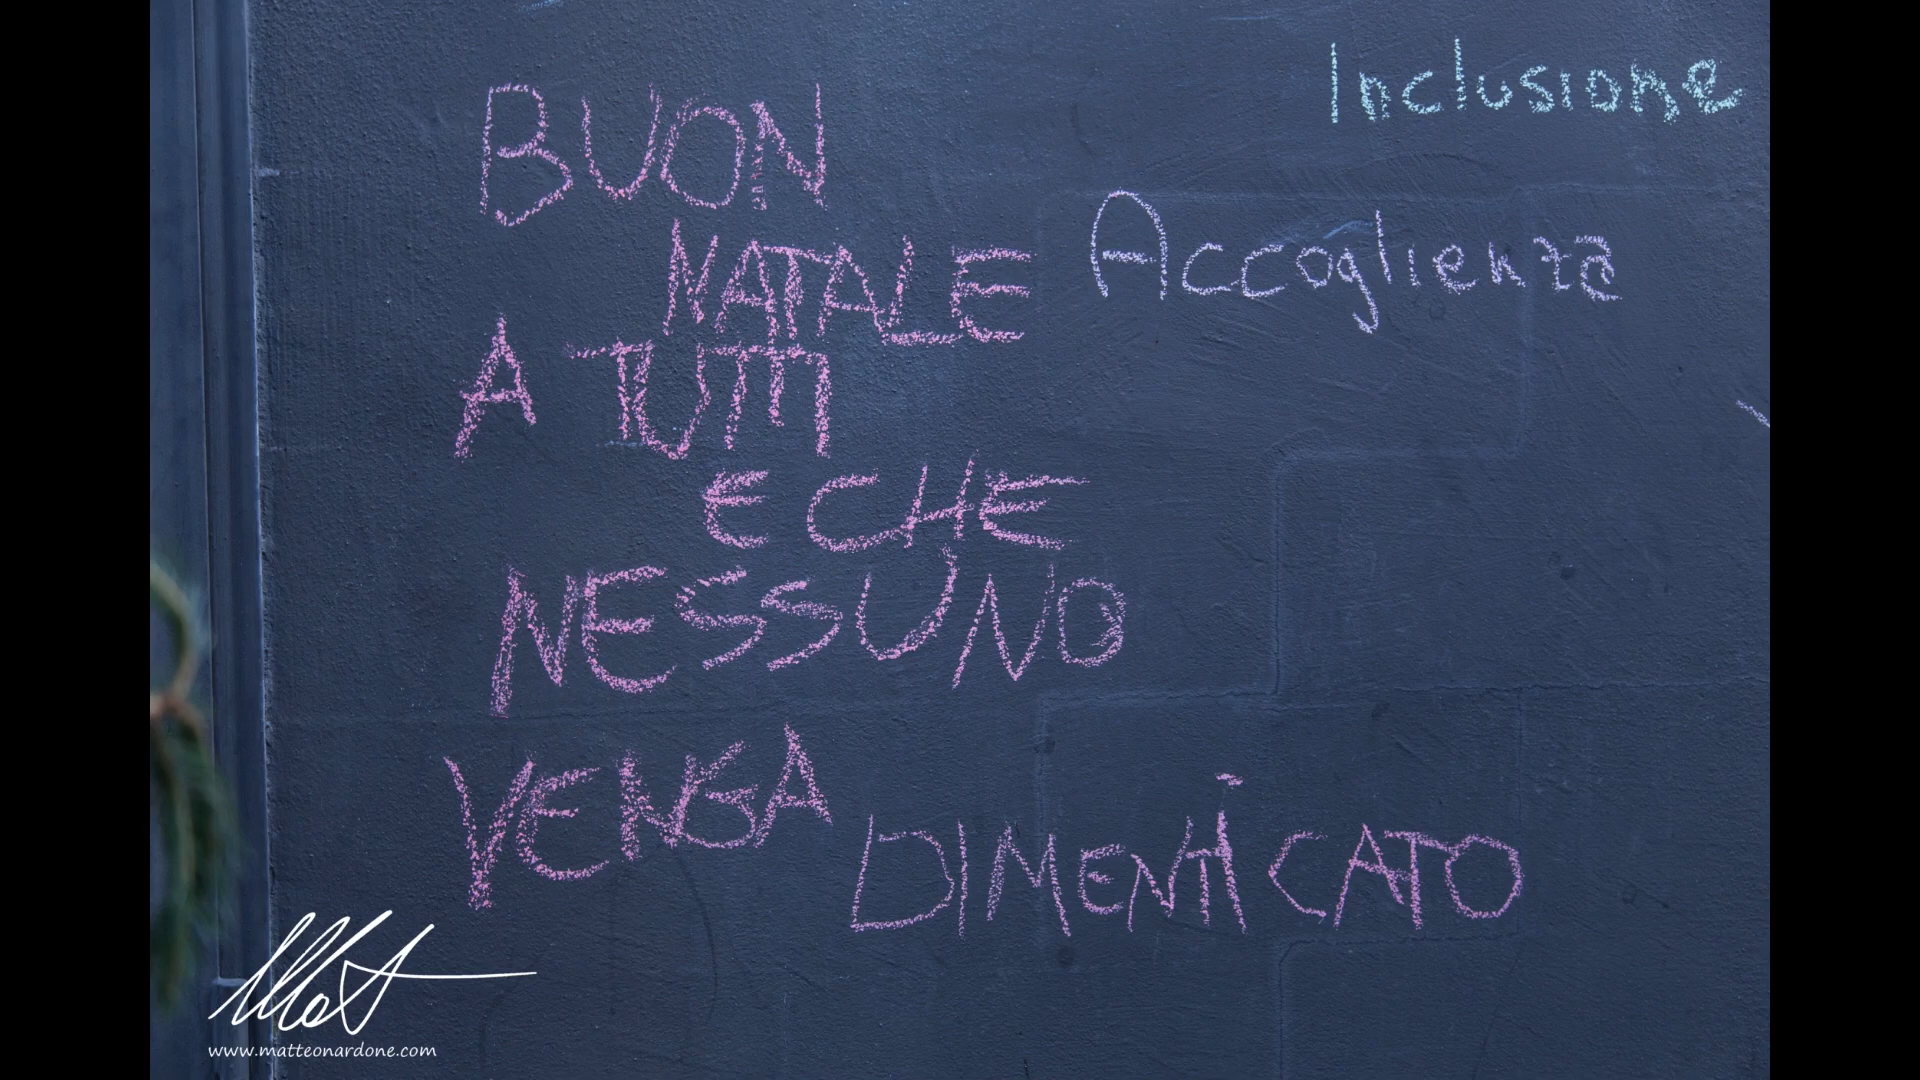 Inclusione
BUON
NATALE
Accoglienza
A TUTTI
E CHE
NESSUNO
VENGA
DIMENTICATO
www.matteonardone.com